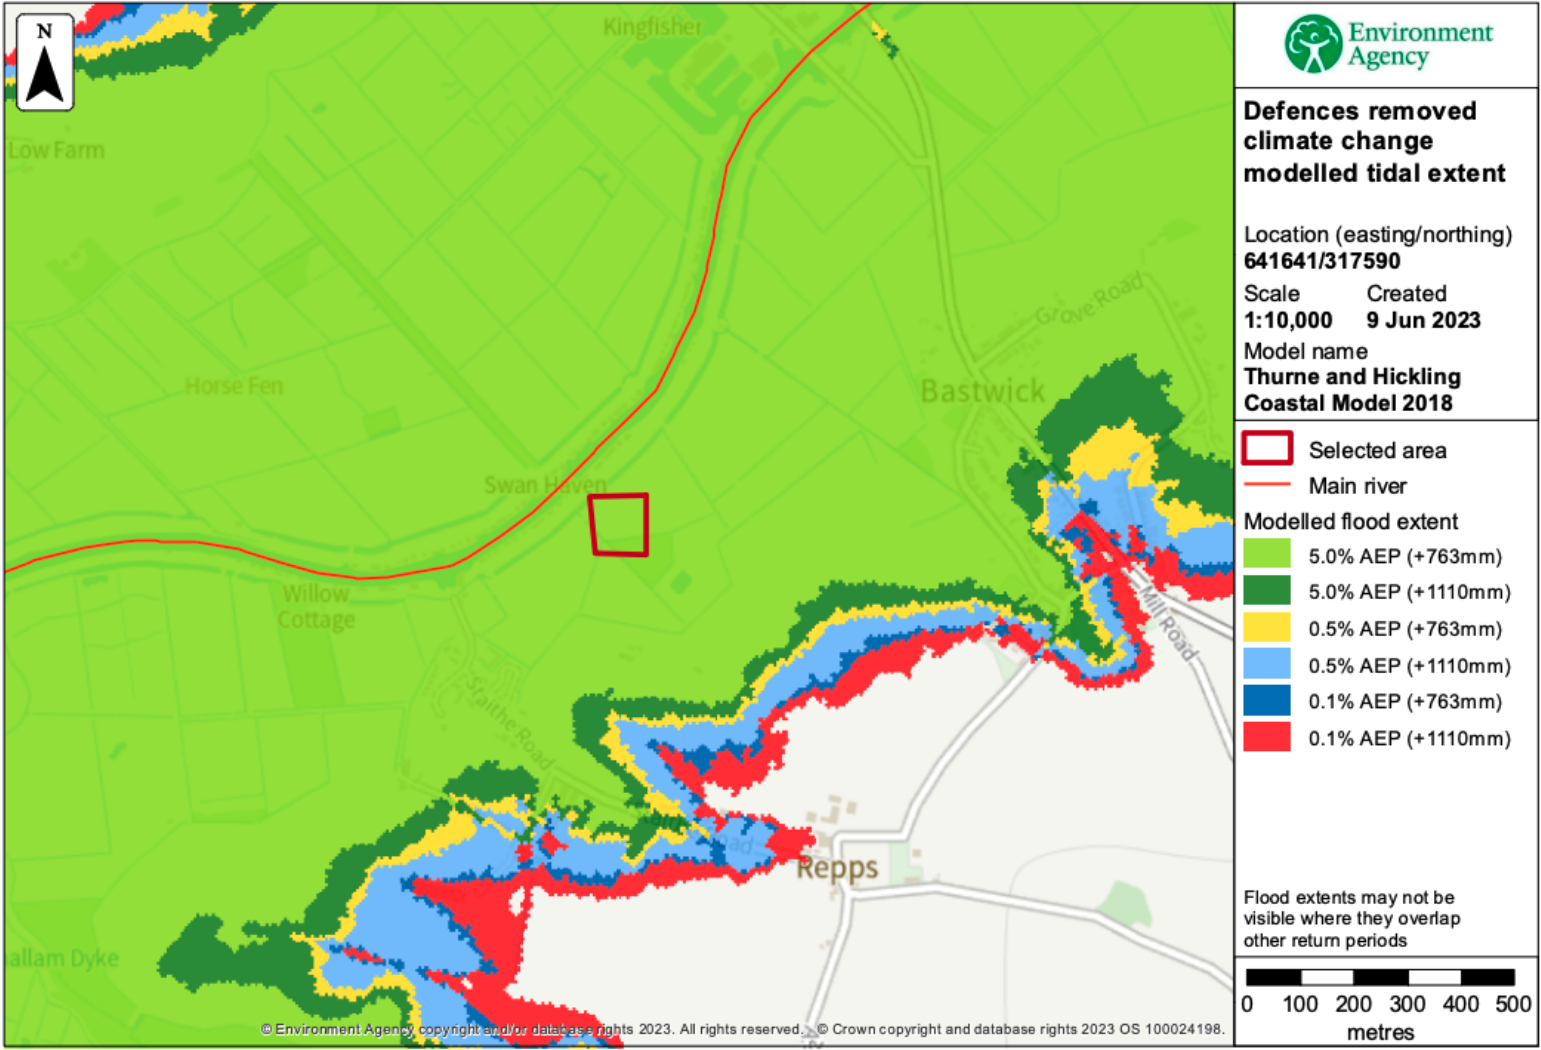 N
Kingfisher
Low Farm
Grove Road
Horse Fen
Bastwick
Swan Haven
Willow
Cottage
Mill Road
Staithe Road
Road
Repps
allam Dyke
© Environment Agency copyright and/or database rights 2023. All rights reserved. © Crown copyright and database rights 2023 OS 100024198.
Environment
Agency
Defences removed
climate change
modelled tidal extent
Location (easting/northing)
641641/317590
Scale Created
1:10,000 9 Jun 2023
Model name
Thurne and Hickling
Coastal Model 2018
Selected area
Main river
Modelled flood extent
5.0% AEP (+763mm)
5.0% AEP (+1110mm)
0.5% AEP (+763mm)
0.5% AEP (+1110mm)
0.1% AEP (+763mm)
0.1% AEP (+1110mm)
Flood extents may not be
visible where they overlap
other return periods
0 100 200 300 400 500
metres